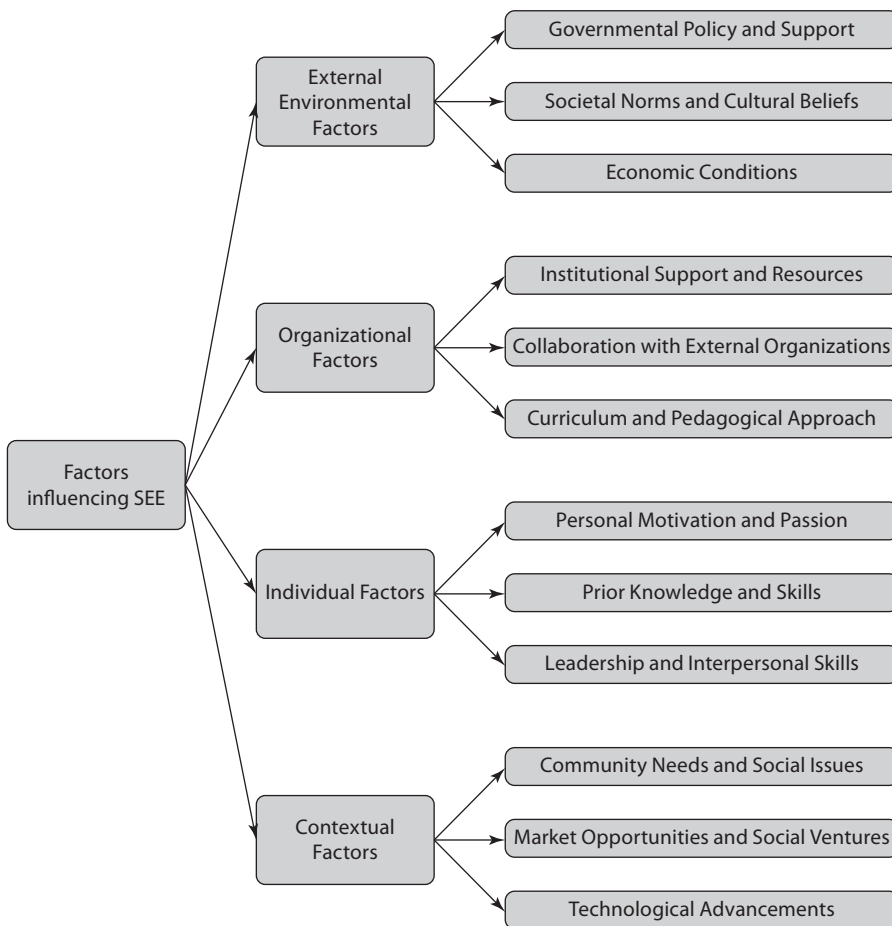 Factors
influencing SEE
External
Environmental
Factors
Governmental Policy and Support
Societal Norms and Cultural Beliefs
Economic Conditions
Organizational
Factors
Institutional Support and Resources
Collaboration with External Organizations
Curriculum and Pedagogical Approach
Individual Factors
Personal Motivation and Passion
Prior Knowledge and Skills
Leadership and Interpersonal Skills
Contextual
Factors
Community Needs and Social Issues
Market Opportunities and Social Ventures
Technological Advancements